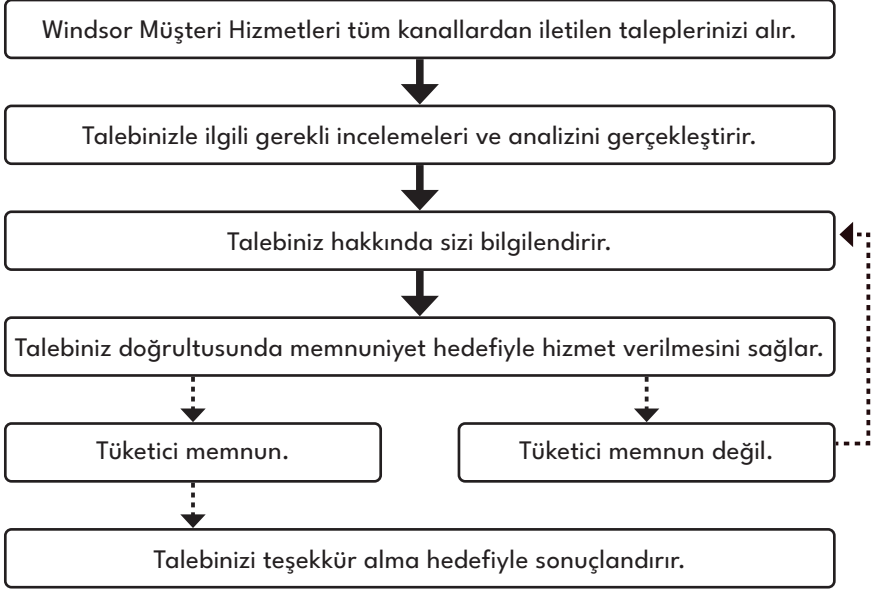 Windsor Müşteri Hizmetleri tüm kanallardan iletilen taleplerinizi alır.
Talebinizle ilgili gerekli incelemeleri ve analizini gerçekleştirir.
Talebiniz hakkında sizi bilgilendirir.
Talebiniz doğrultusunda memnuniyet hedefiyle hizmet verilmesini sağlar.
Tüketici memnun.
Tüketici memnun değil.
Talebinizi teşekkür alma hedefiyle sonuçlandırır.